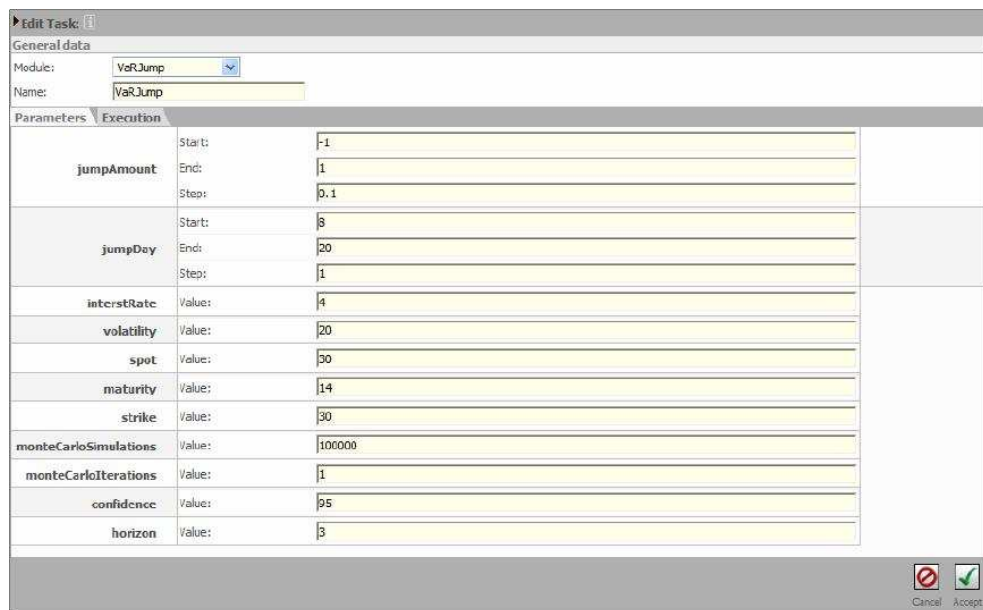 Edit Task:
General data
Module: VaRJump
Name: VaRJump
Parameters Execution
jumpAmount
Start: -1
End: 1
Step: 0.1
jumpDay
Start: 8
End: 20
Step: 1
interstRate Value: 4
volatility Value: 20
spot Value: 30
maturity Value: 14
strike Value: 30
monteCarloSimulations Value: 100000
monteCarloIterations Value: 1
confidence Value: 95
horizon Value: 3
Cancel Accept